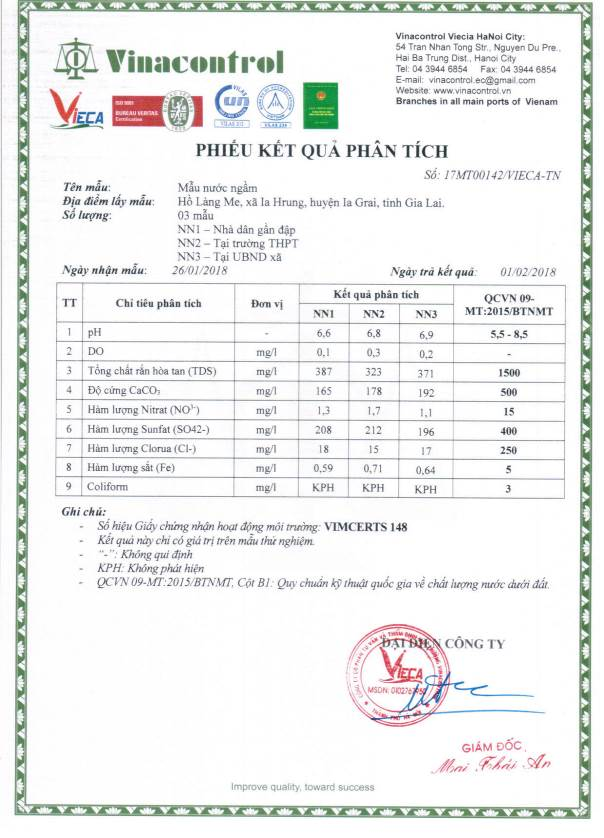 Vinacontrol
Vinacontrol Viecia HaNoi City:
54 Tran Nhan Tong Str., Nguyen Du Pre.,
Hai Ba Trung Dist., Hanoi City
Tel: 04 3944 6854 Fax: 04 3944 6854
E-mail: vinacontrol.ec@gmail.com
Website: www.vinacontrol.vn
Branches in all main ports of Vienam
VIECA
ISO 9001
BUREAU VERITAS
Certification
VILAS
PHIẾU KẾT QUẢ PHÂN TÍCH
Số: 17MT00142/VIECA-TN
Tên mẫu: Mẫu nước ngầm
Địa điểm lấy mẫu: Hồ Làng Me, xã Ia Hrung, huyện Ia Grai, tỉnh Gia Lai.
Số lượng: 03 mẫu
NN1 – Nhà dân gần đập
NN2 – Tại trường THPT
NN3 – Tại UBND xã
Ngày nhận mẫu: 26/01/2018 Ngày trả kết quả: 01/02/2018
TT Chỉ tiêu phân tích Đơn vị Kết quả phân tích QCVN 09-MT:2015/BTNMT
NN1 NN2 NN3
1 pH - 6,6 6,8 6,9 5,5 - 8,5
2 DO mg/l 0,1 0,3 0,2 -
3 Tổng chất rắn hòa tan (TDS) mg/l 387 323 371 1500
4 Độ cứng CaCO3 mg/l 165 178 192 500
5 Hàm lượng Nitrat (NO3-) mg/l 1,3 1,7 1,1 15
6 Hàm lượng Sunfat (SO42-) mg/l 208 212 196 400
7 Hàm lượng Clorua (Cl-) mg/l 18 15 17 250
8 Hàm lượng sắt (Fe) mg/l 0,59 0,71 0,64 5
9 Coliform mg/l KPH KPH KPH 3
Ghi chú:
- Số hiệu Giấy chứng nhận hoạt động môi trường: VIMCERTS 148
- Kết quả này chỉ có giá trị trên mẫu thử nghiệm.
- “-”: Không qui định
- KPH: Không phát hiện
- QCVN 09-MT:2015/BTNMT, Cột B1: Quy chuẩn kỹ thuật quốc gia về chất lượng nước dưới đất.
ĐẠI DIỆN CÔNG TY
VIECA
THÀNH PHỐ HÀ NỘI
GIÁM ĐỐC
Mai Thái An
Improve quality, toward success